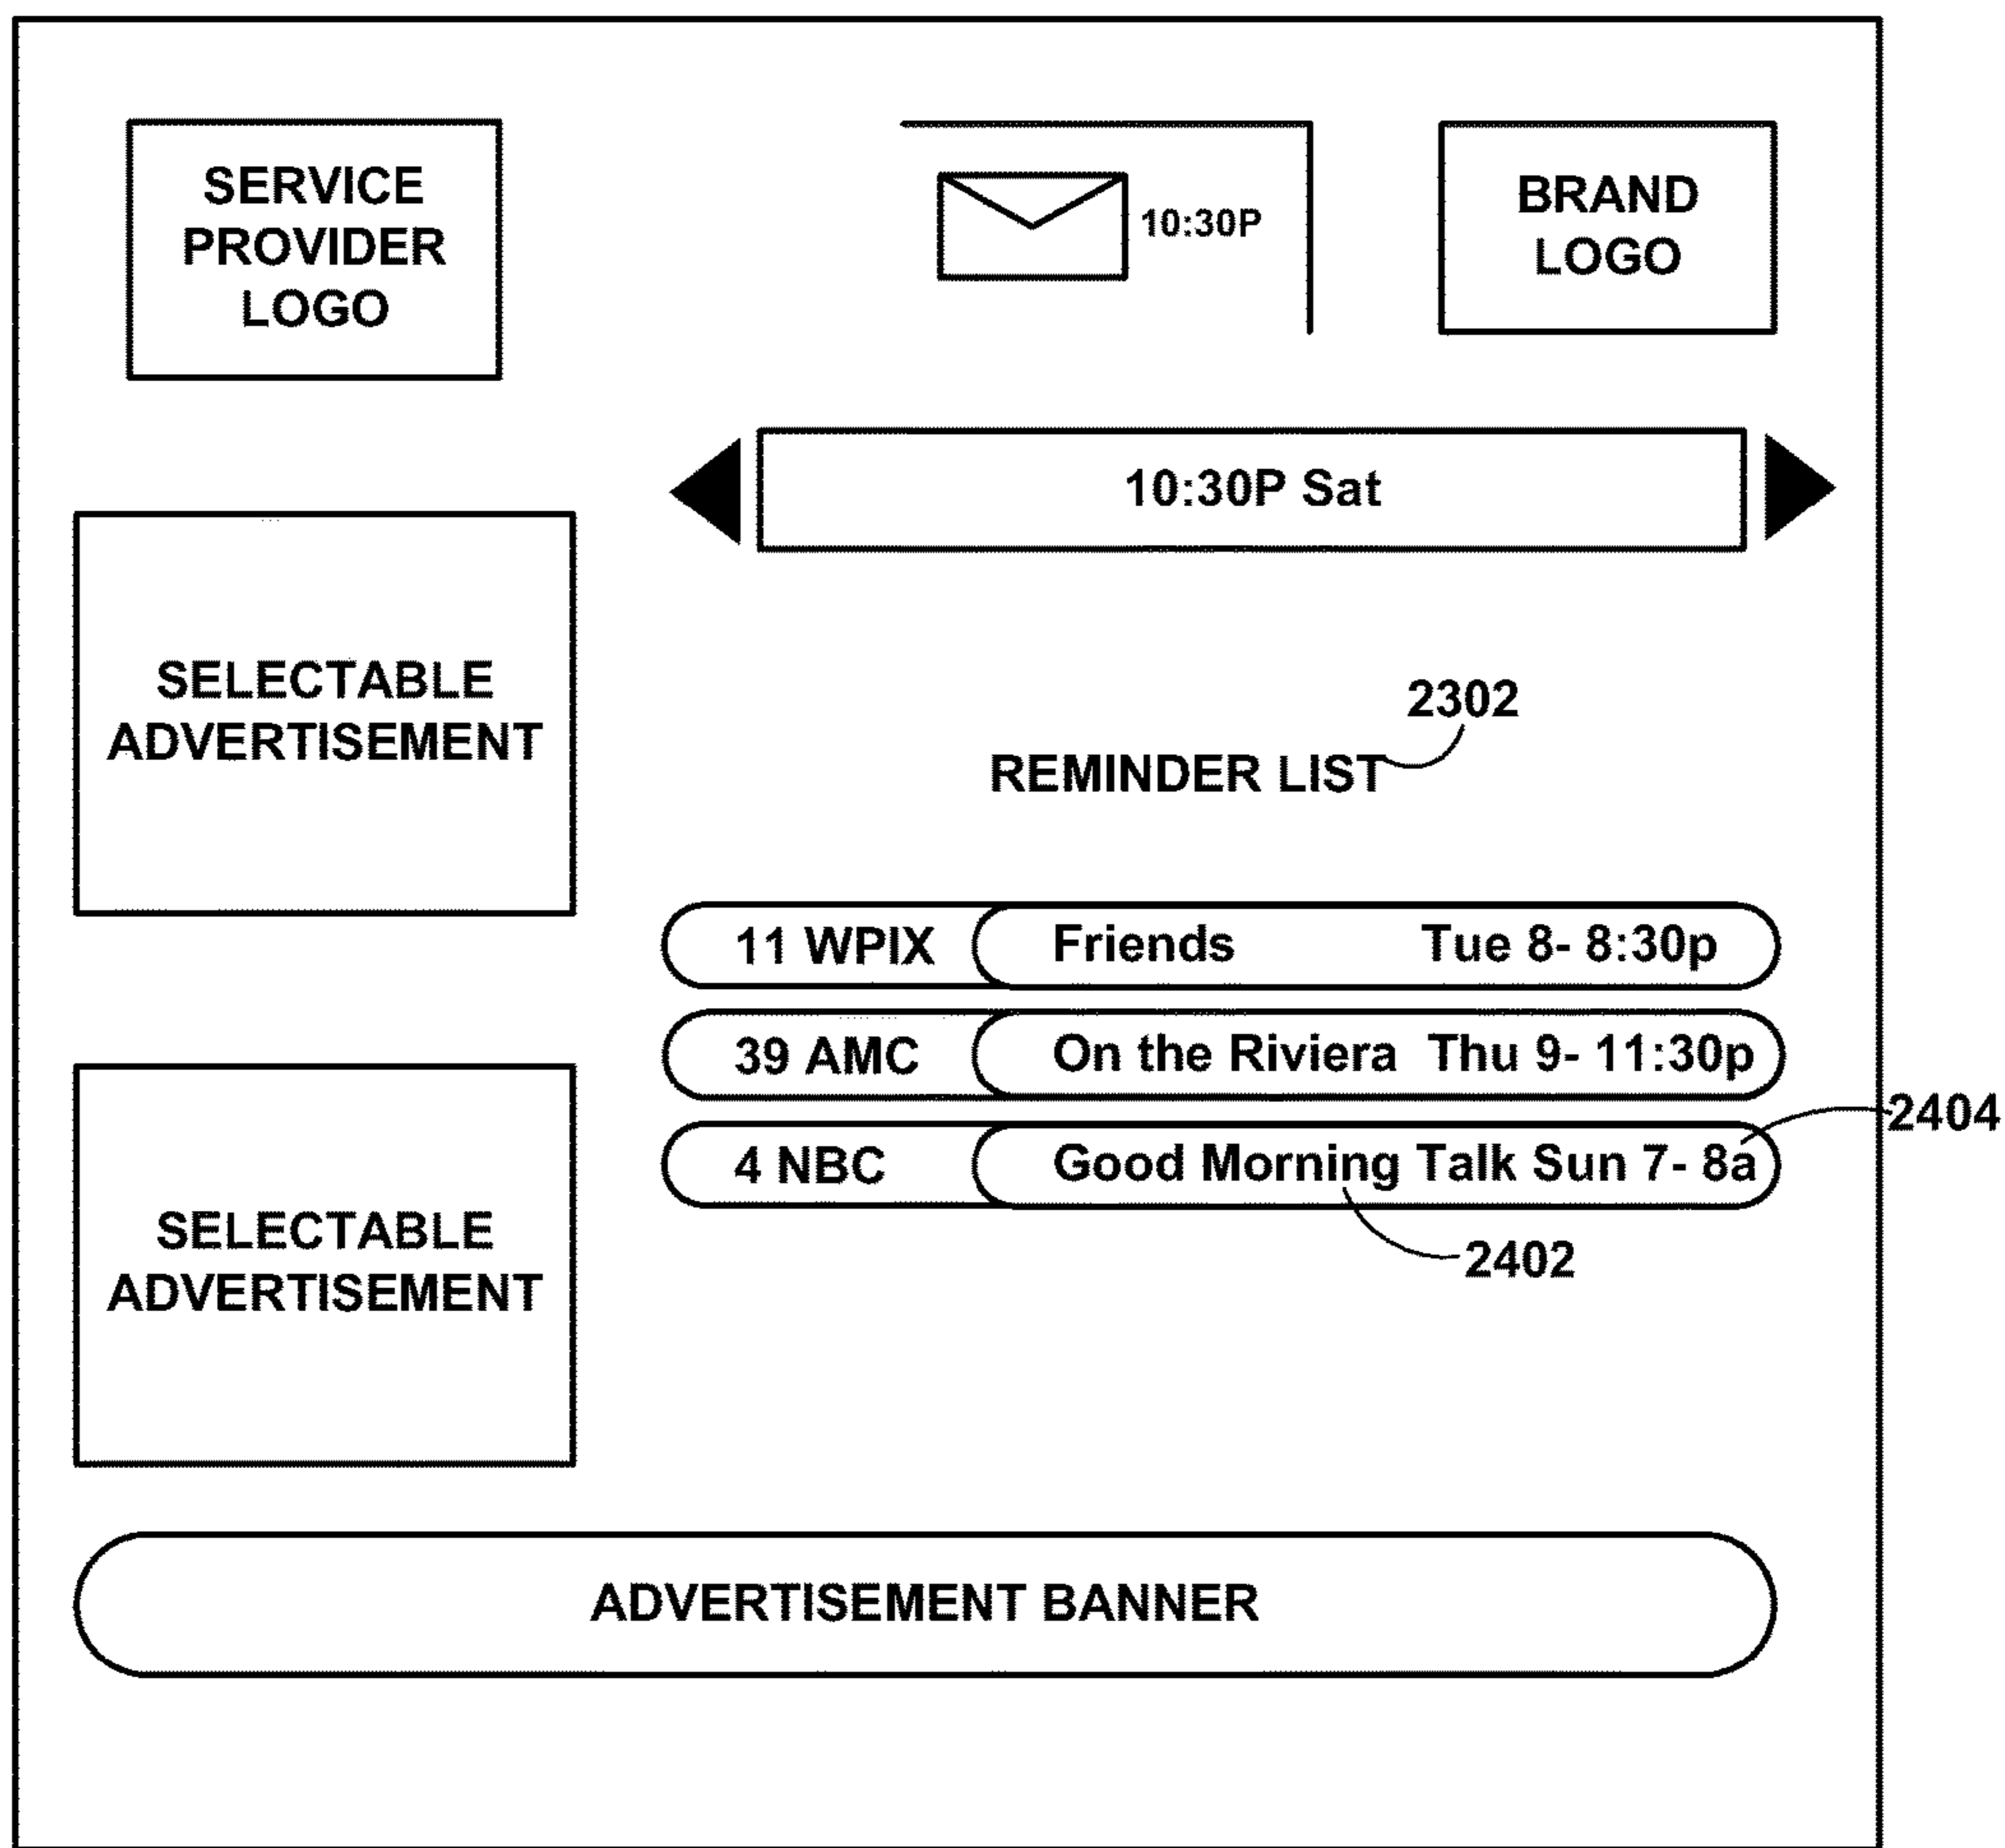 SERVICE
PROVIDER
LOGO
10:30P
BRAND
LOGO
10:30P Sat
SELECTABLE
ADVERTISEMENT
2302
REMINDER LIST
11 WPIX Friends Tue 8- 8:30p
39 AMC On the Riviera Thu 9- 11:30p
4 NBC Good Morning Talk Sun 7- 8a
2404
2402
SELECTABLE
ADVERTISEMENT
ADVERTISEMENT BANNER